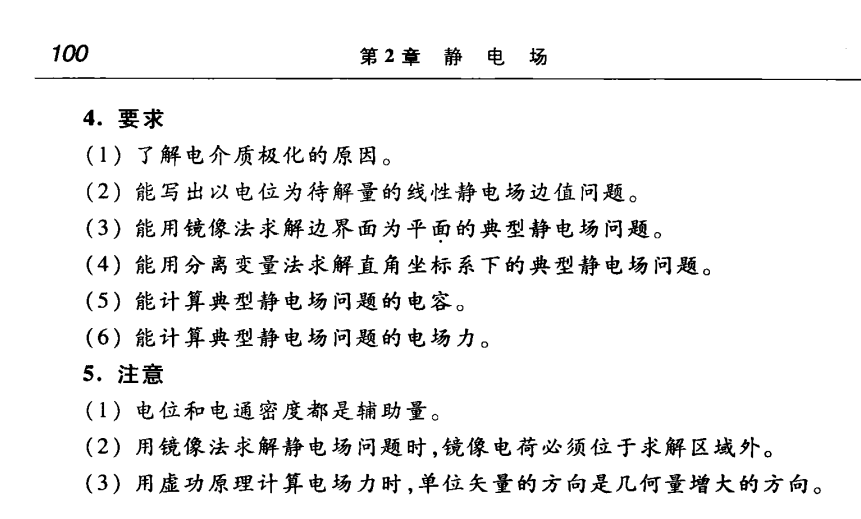 100
第2章 静 电 场
4. 要求
(1) 了解电介质极化的原因。
(2) 能写出以电位为待解量的线性静电场边值问题。
(3) 能用镜像法求解边界面为平面的典型静电场问题。
(4) 能用分离变量法求解直角坐标系下的典型静电场问题。
(5) 能计算典型静电场问题的电容。
(6) 能计算典型静电场问题的电场力。
5. 注意
(1) 电位和电通密度都是辅助量。
(2) 用镜像法求解静电场问题时,镜像电荷必须位于求解区域外。
(3) 用虚功原理计算电场力时,单位矢量的方向是几何量增大的方向。